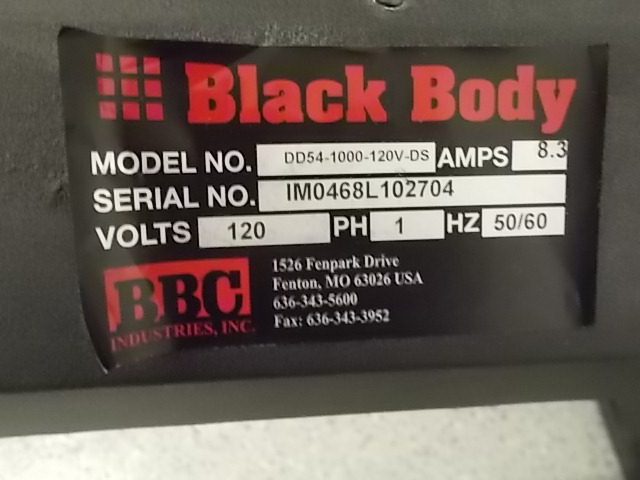 Black Body
MODEL NO. DD54-1000-120V-DS AMPS 8.3
SERIAL NO. IM0468L102704
VOLTS 120 PH 1 HZ 50/60
BBC
INDUSTRIES, INC.
1526 Fenpark Drive
Fenton, MO 63026 USA
636-343-5600
Fax: 636-343-3952